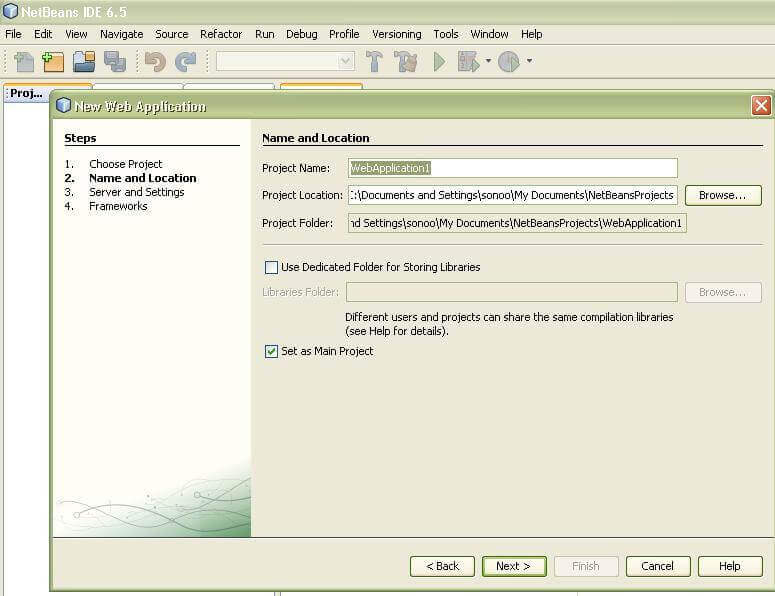 NetBeans IDE 6.5
File Edit View Navigate Source Refactor Run Debug Profile Versioning Tools Window Help
Proj...
New Web Application
Steps
1. Choose Project
2. Name and Location
3. Server and Settings
4. Frameworks
Name and Location
Project Name: WebApplication1
Project Location: :\Documents and Settings\sonoo\My Documents\NetBeansProjects Browse...
Project Folder: nd Settings\sonoo\My Documents\NetBeansProjects\WebApplication1
Use Dedicated Folder for Storing Libraries
Libraries Folder: Browse...
Different users and projects can share the same compilation libraries
(see Help for details).
Set as Main Project
< Back Next > Finish Cancel Help